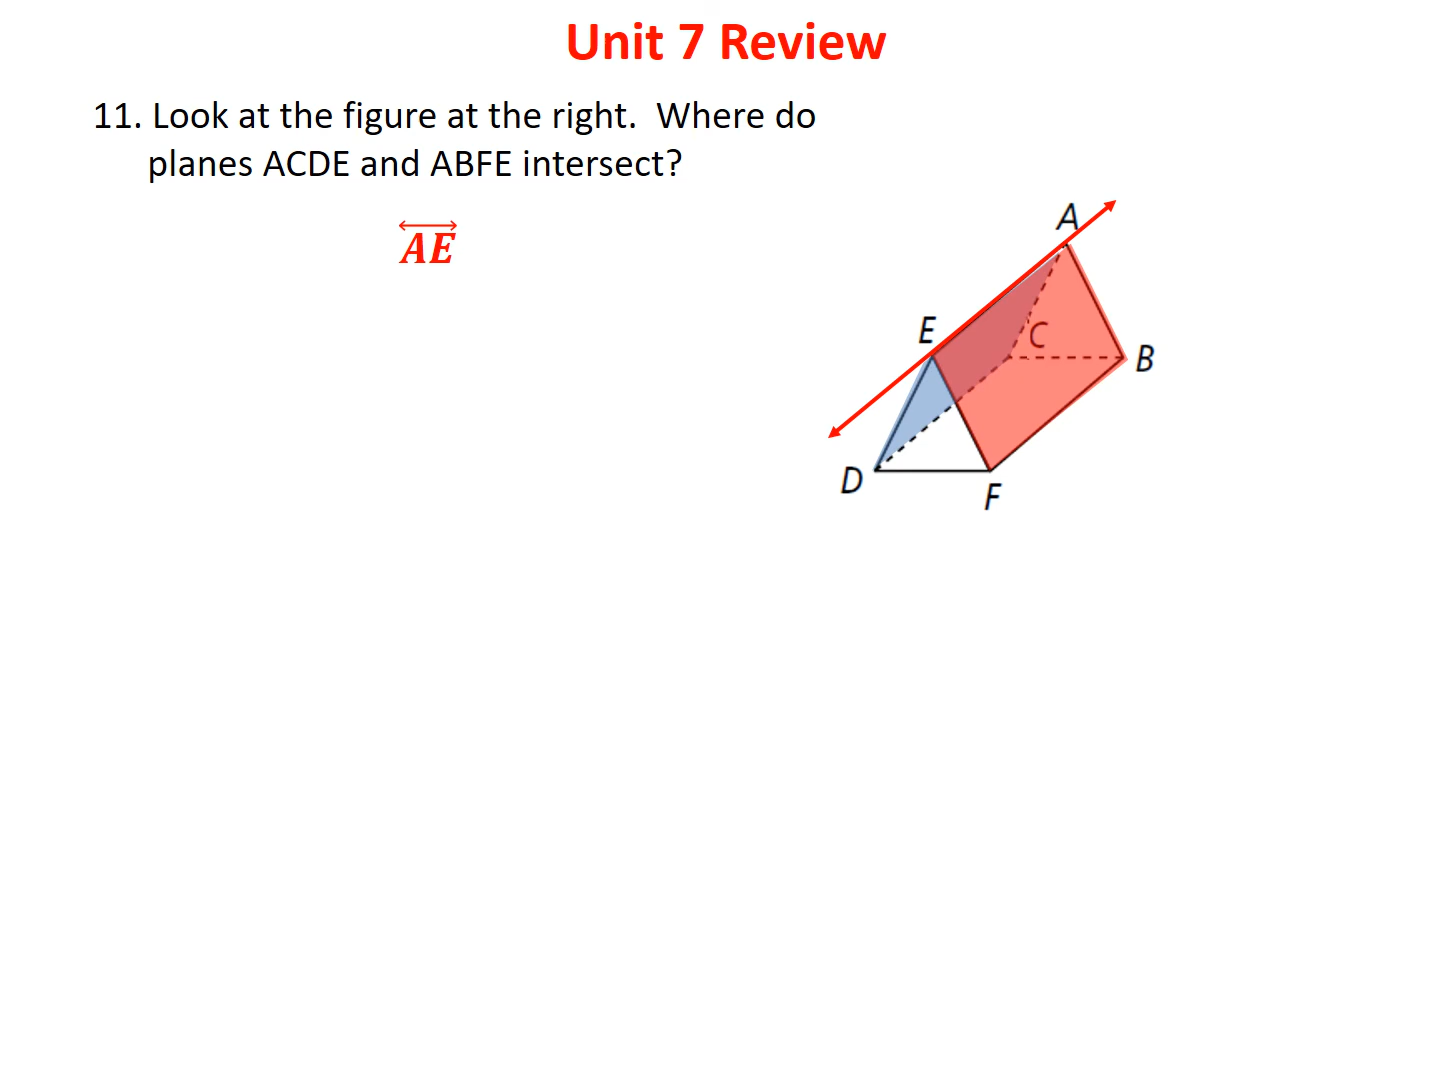 Unit 7 Review
11. Look at the figure at the right. Where do
planes ACDE and ABFE intersect?
AE
A
E
C
B
D
F